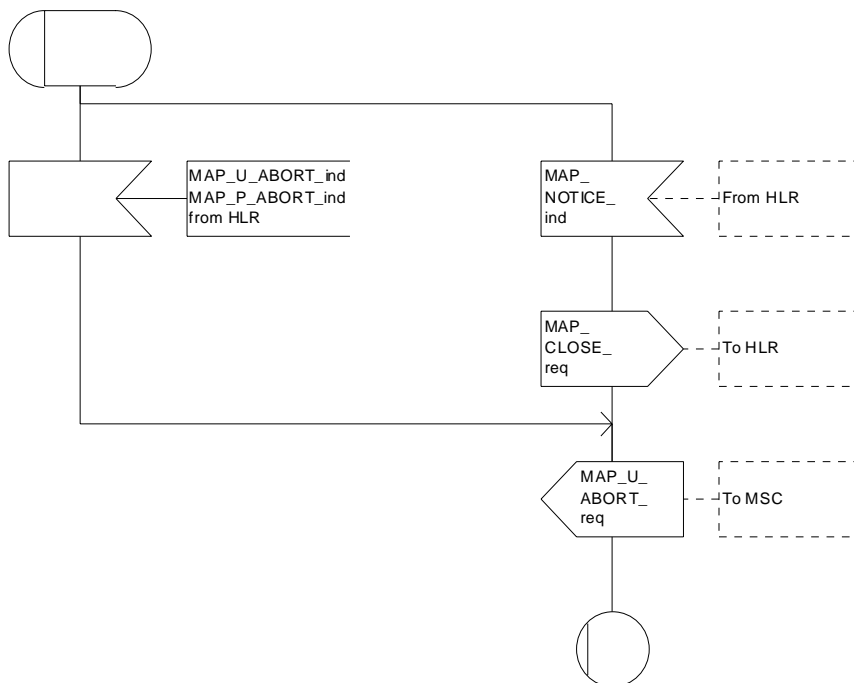 MAP_U_ABORT_ind
MAP_P_ABORT_ind
from HLR
MAP_
NOTICE_
ind
From HLR
MAP_
CLOSE_
req
To HLR
MAP_U_
ABORT_
req
To MSC